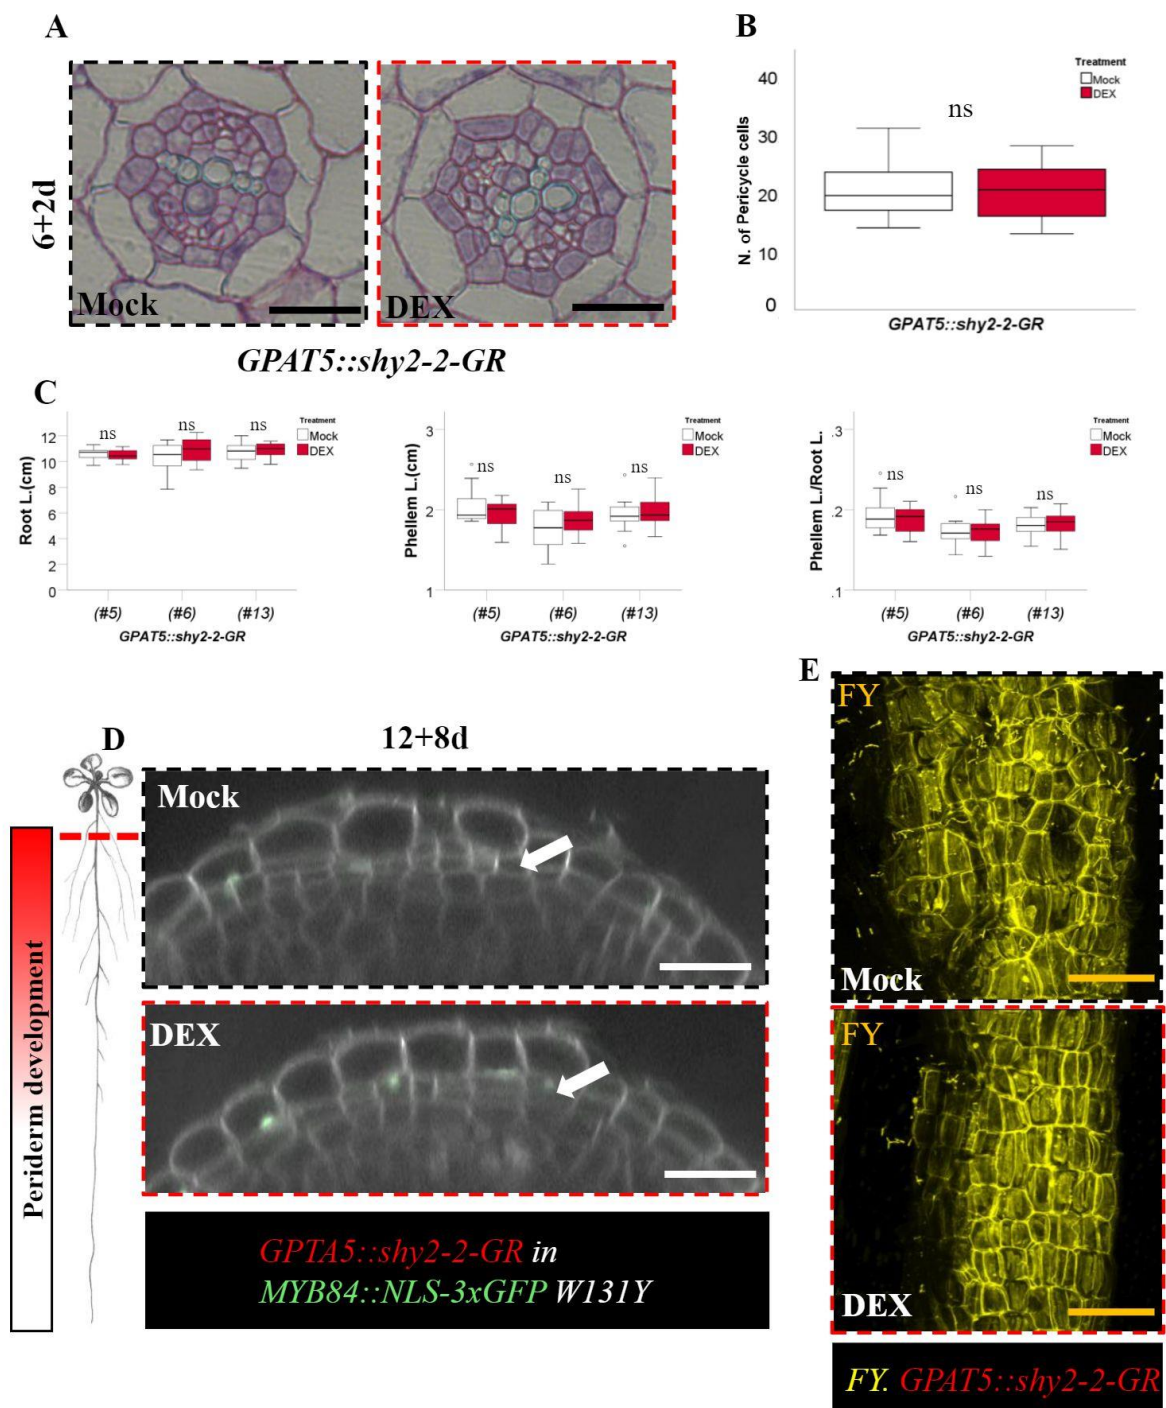 A
6+2d
Mock
DEX
GPAT5::shy2-2-GR
B
N. of Pericycle cells
40
30
20
10
0
ns
Treatment
Mock
DEX
GPAT5::shy2-2-GR
C
Root L.(cm)
12
10
8
6
4
2
0
ns
ns
ns
Treatment
Mock
DEX
(#5)
(#6)
(#13)
GPAT5::shy2-2-GR
Phellem L.(cm)
3
2
1
ns
ns
ns
Treatment
Mock
DEX
(#5)
(#6)
(#13)
GPAT5::shy2-2-GR
Phellem L./Root L.
.3
.2
.1
ns
ns
ns
Treatment
Mock
DEX
(#5)
(#6)
(#13)
GPAT5::shy2-2-GR
D
12+8d
Periderm development
Mock
DEX
GPTA5::shy2-2-GR in
MYB84::NLS-3xGFP W131Y
E
FY
Mock
FY
DEX
FY. GPAT5::shy2-2-GR